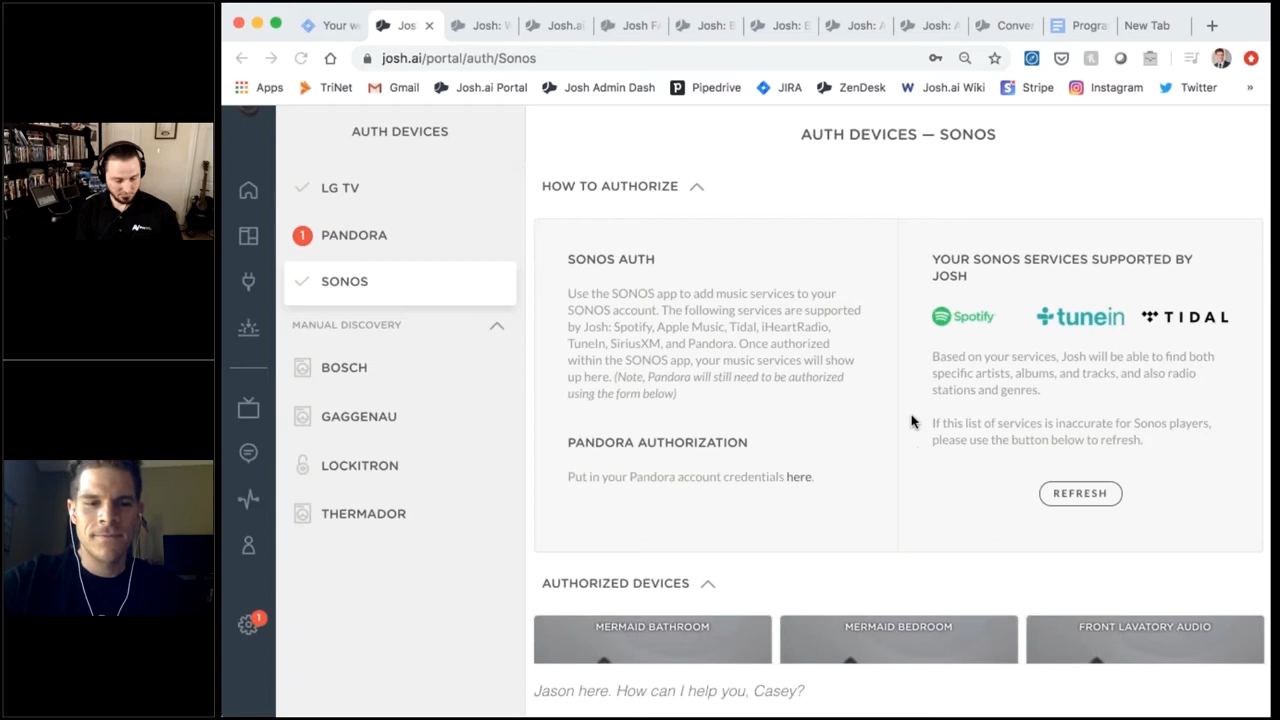 Your w
Jos
Josh: W
Josh.ai
Josh FA
Josh: E
Josh: E
Josh: A
Josh: A
Conver
Progra
New Tab
josh.ai/portal/auth/Sonos
Apps
TriNet
Gmail
Josh.ai Portal
Josh Admin Dash
Pipedrive
JIRA
ZenDesk
Josh.ai Wiki
Stripe
Instagram
Twitter
»
AUTH DEVICES
LG TV
1 PANDORA
SONOS
MANUAL DISCOVERY
BOSCH
GAGGENAU
LOCKITRON
THERMADOR
1
AUTH DEVICES — SONOS
HOW TO AUTHORIZE
SONOS AUTH
Use the SONOS app to add music services to your
SONOS account. The following services are supported
by Josh: Spotify, Apple Music, Tidal, iHeartRadio,
TuneIn, SiriusXM, and Pandora. Once authorized
within the SONOS app, your music services will show
up here. (Note, Pandora will still need to be authorized
using the form below)
PANDORA AUTHORIZATION
Put in your Pandora account credentials here.
YOUR SONOS SERVICES SUPPORTED BY
JOSH
Spotify
tunein
TIDAL
Based on your services, Josh will be able to find both
specific artists, albums, and tracks, and also radio
stations and genres.
If this list of services is inaccurate for Sonos players,
please use the button below to refresh.
REFRESH
AUTHORIZED DEVICES
MERMAID BATHROOM
MERMAID BEDROOM
FRONT LAVATORY AUDIO
Jason here. How can I help you, Casey?